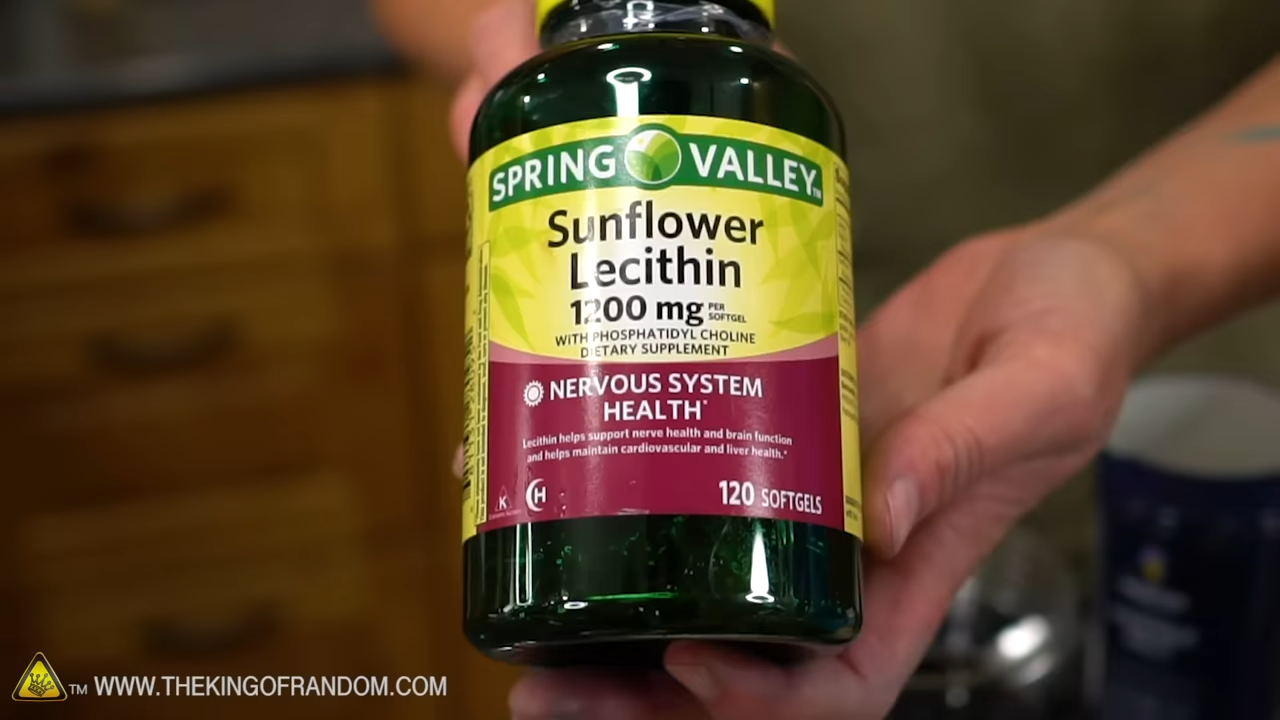 SPRING VALLEY™
Sunflower
Lecithin
1200 mg PER SOFTGEL
WITH PHOSPHATIDYL CHOLINE
DIETARY SUPPLEMENT
NERVOUS SYSTEM
HEALTH*
Lecithin helps support nerve health and brain function
and helps maintain cardiovascular and liver health.*
K
H
120 SOFTGELS
TM WWW.THEKINGOFRANDOM.COM